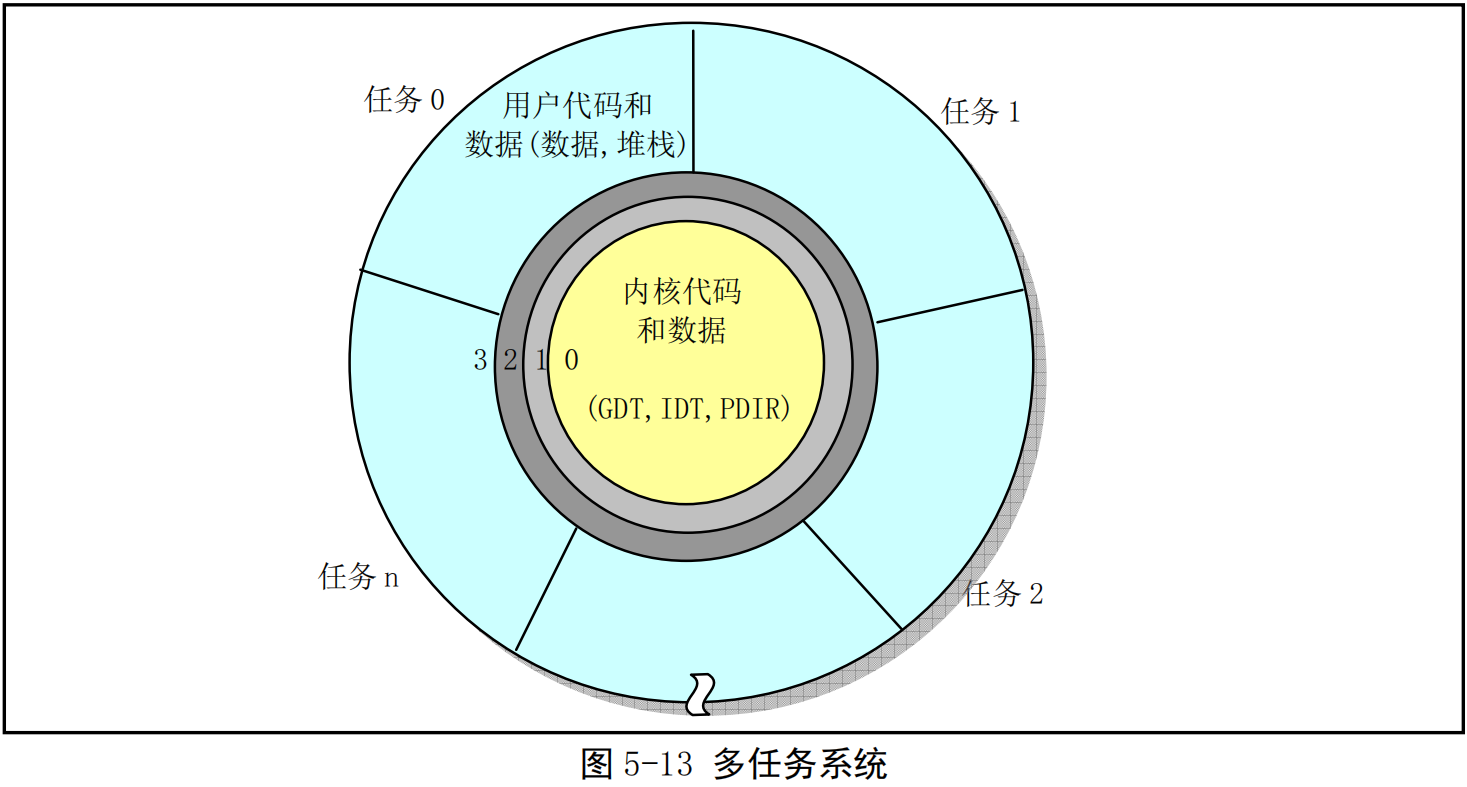 任务0
用户代码和
数据(数据,堆栈)
任务1
内核代码
和数据
3 2 1 0
(GDT,IDT,PDIR)
任务n
任务2
图 5-13 多任务系统